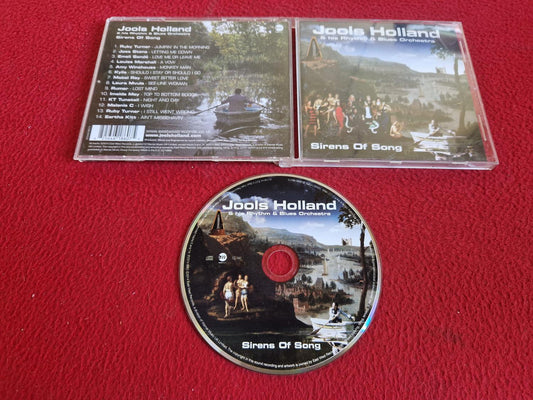 Jools Holland
& his Rhythm & Blues Orchestra
Sirens Of Song
1. Ruby Turner - JUMPIN' IN THE MORNING
2. Joss Stone - LETTING ME DOWN
3. Emeli Sandé - LOVE ME OR LEAVE ME
4. Louise Marshall - A VOW
5. Amy Winehouse - MONKEY MAN
6. Kylie - SHOULD I STAY OR SHOULD I GO
7. Mabel Ray - SWEET BITTER LOVE
8. Laura Mvula - SEE-LINE WOMAN
9. Rumer - LOST MIND
10. Imelda May - TOP TO BOTTOM BOOGIE
11. KT Tunstall - NIGHT AND DAY
12. Melanie C - I WISH
13. Ruby Turner - I STILL WENT WRONG
14. Eartha Kitt - AIN'T MISBEHAVIN'
www.joolsholland.com
Jools Holland
& his Rhythm & Blues Orchestra
Sirens Of Song
Jools Holland
& his Rhythm & Blues Orchestra
Sirens Of Song